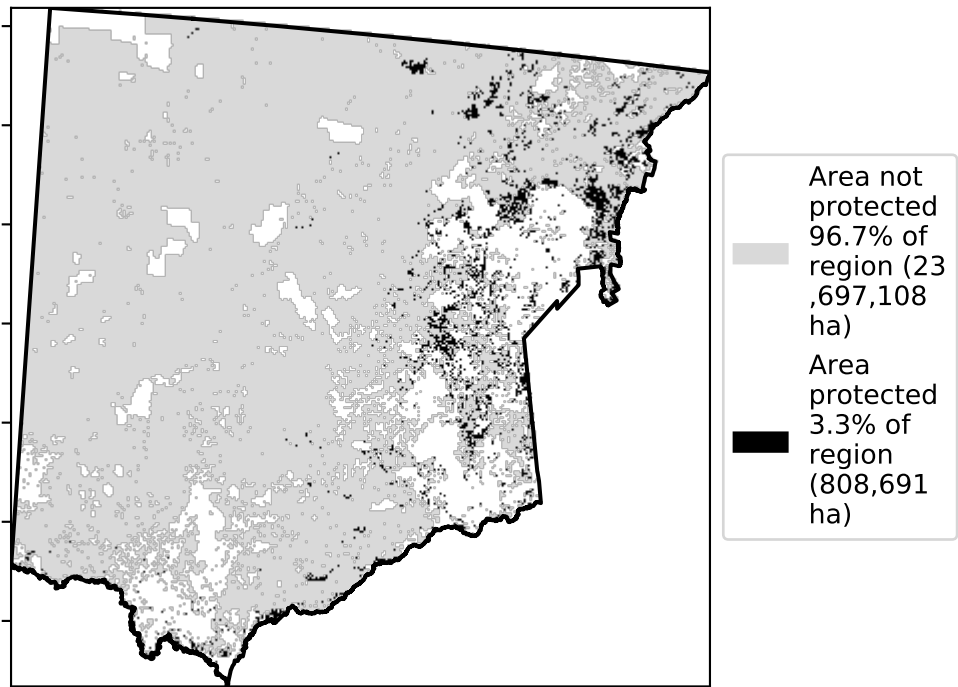 Area not
protected
96.7% of
region (23
,697,108
ha)
Area
protected
3.3% of
region
(808,691
ha)